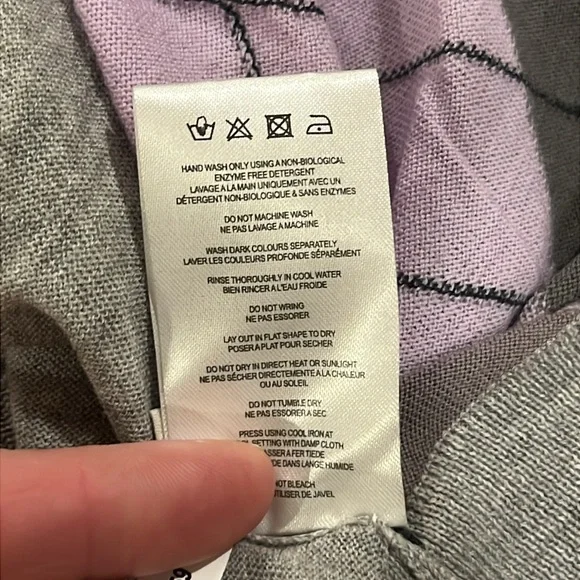 HAND WASH ONLY USING A NON-BIOLOGICAL
ENZYME FREE DETERGENT
LAVAGE A LA MAIN UNIQUEMENT AVEC UN
DÉTERGENT NON-BIOLOGIQUE & SANS ENZYMES
DO NOT MACHINE WASH
NE PAS LAVAGE A MACHINE
WASH DARK COLOURS SEPARATELY
LAVER LES COULEURS PROFONDE SÉPARÉMENT
RINSE THOROUGHLY IN COOL WATER
BIEN RINCER A L'EAU FROIDE
DO NOT WRING
NE PAS ESSORER
LAY OUT IN FLAT SHAPE TO DRY
POSER A PLAT POUR SECHER
DO NOT DRY IN DIRECT HEAT OR SUNLIGHT
NE PAS SÉCHER DIRECTEMENT A LA CHALEUR
OU AU SOLEIL
DO NOT TUMBLE DRY
NE PAS ESSORER A SEC
PRESS USING COOL IRON AT
SETTING WITH DAMP CLOTH
A FER TIEDE
DE DANS LANGE HUMIDE
BLEACH
DE JAVEL